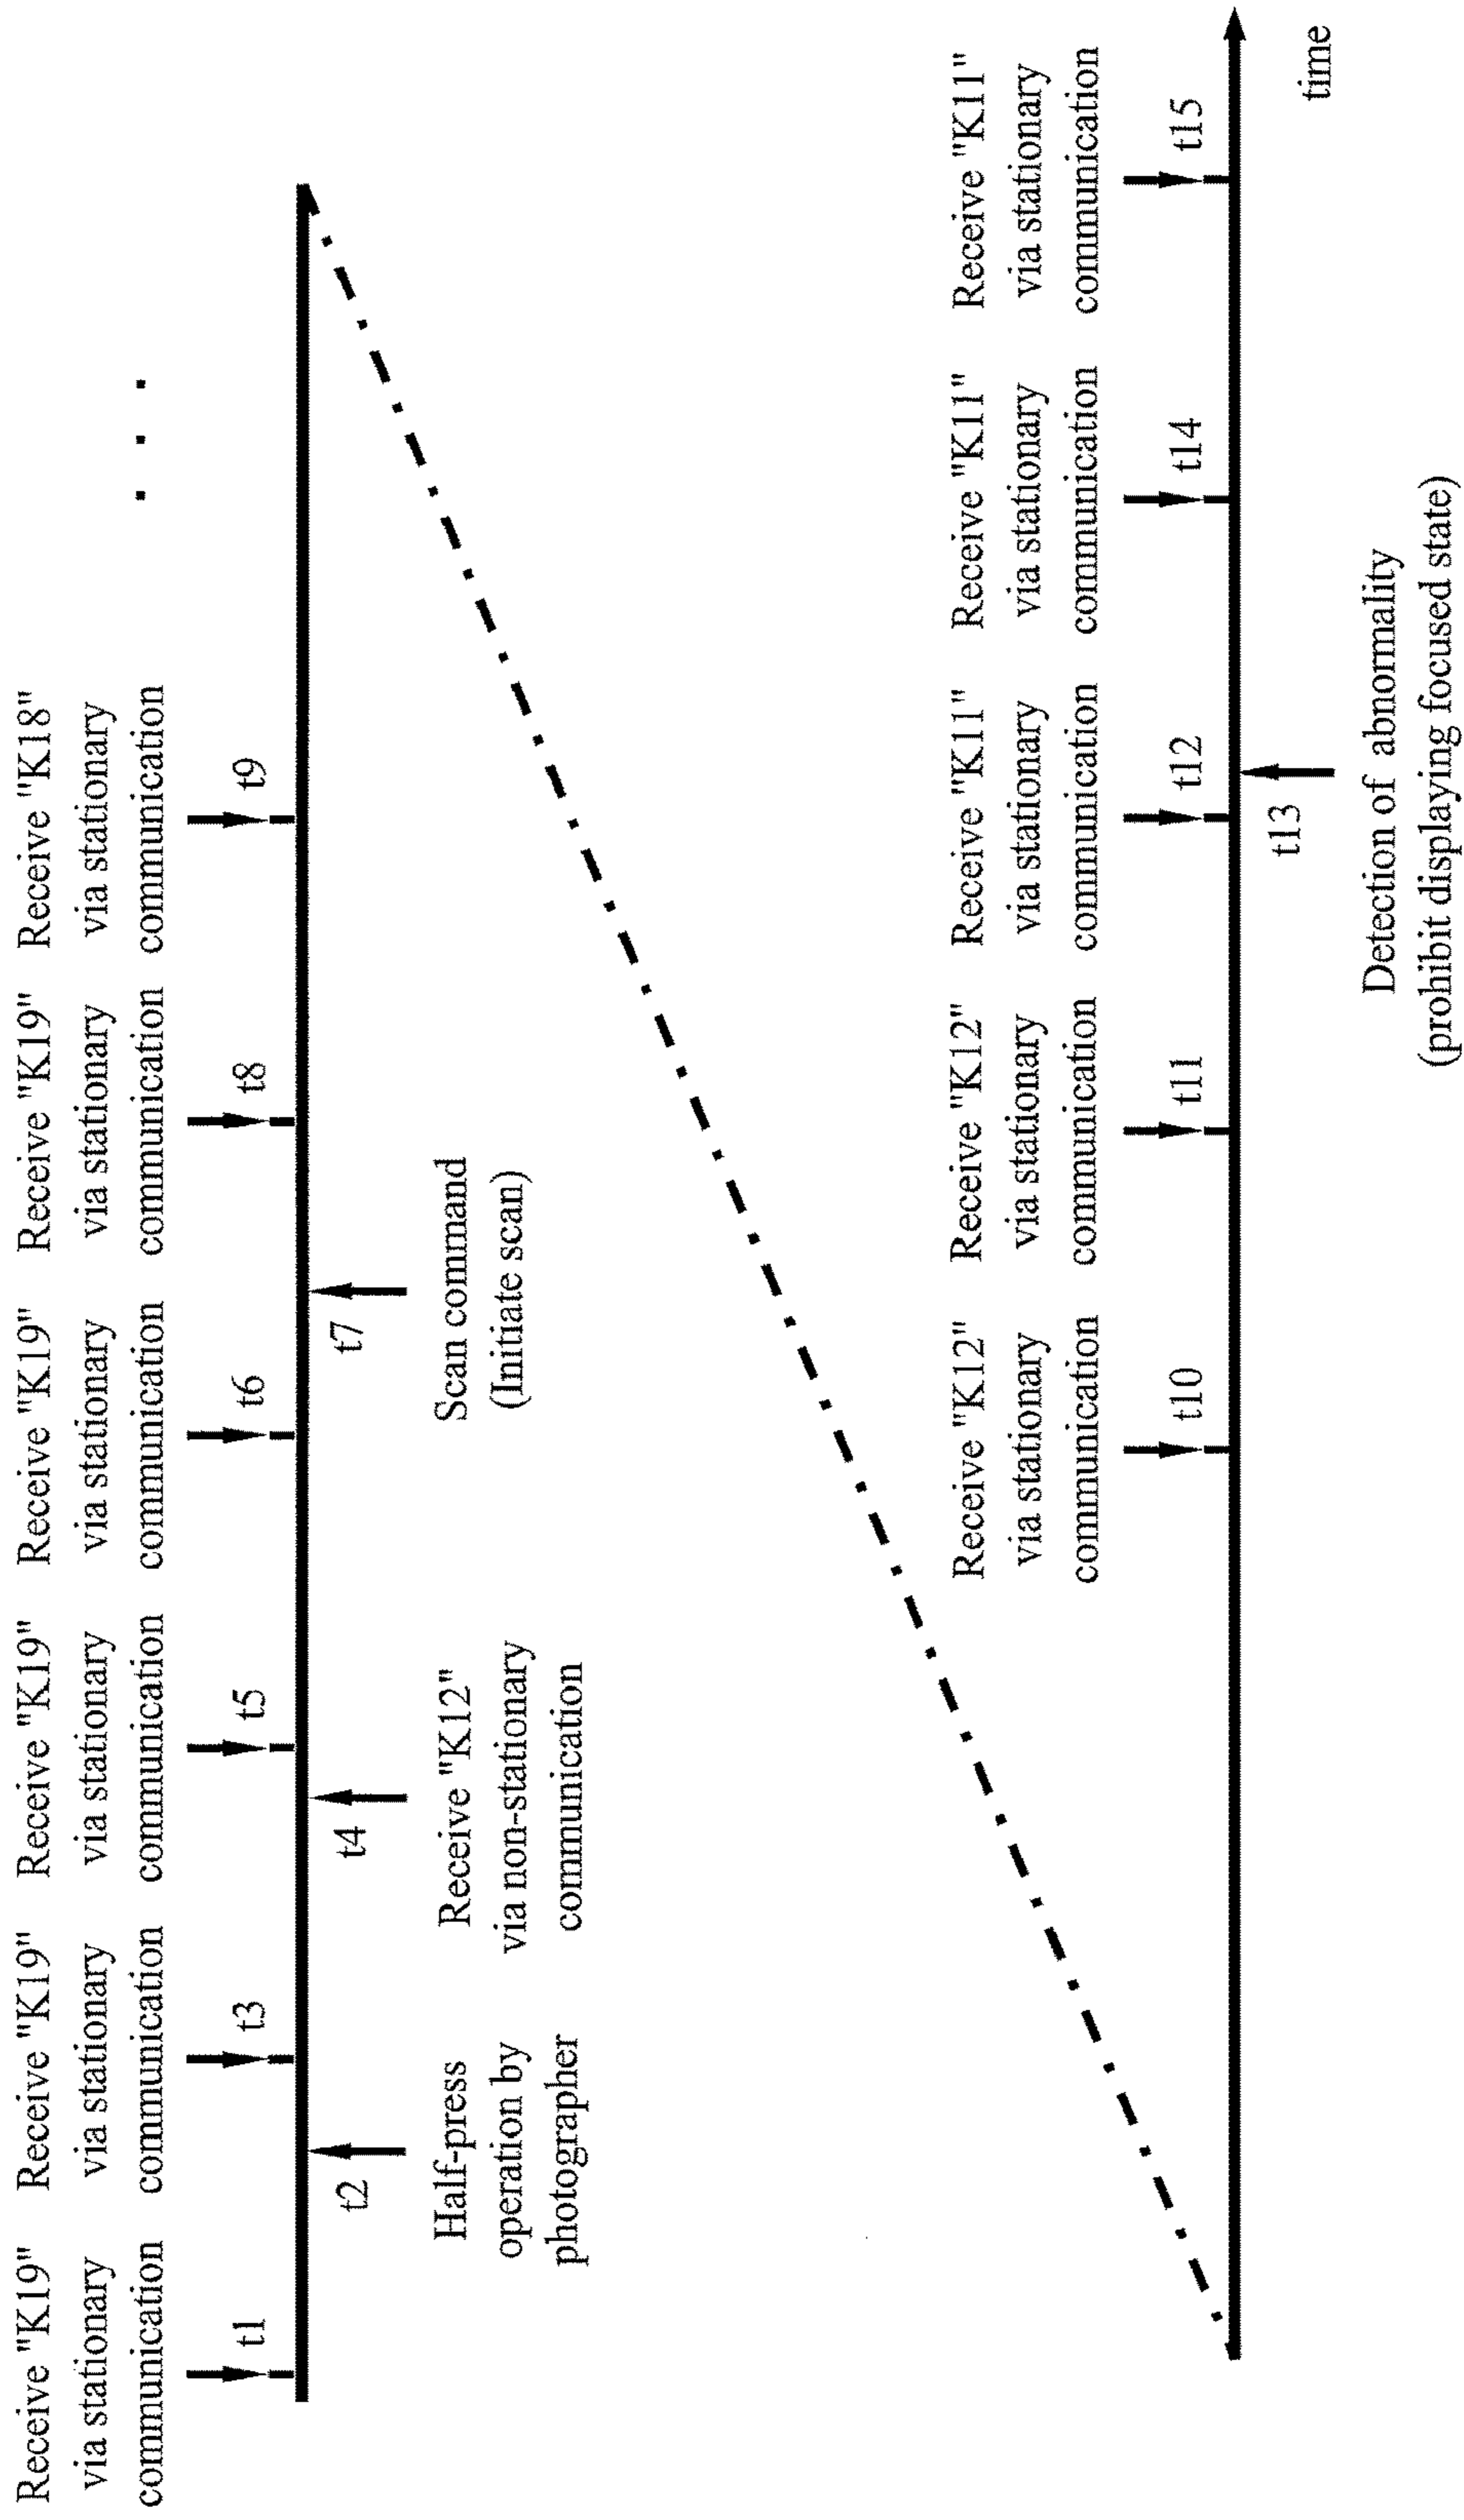 Receive "K19"
via stationary
communication
t1
Receive "K19"
via stationary
communication
t3
Receive "K19"
via stationary
communication
t5
Receive "K19"
via stationary
communication
t6
Receive "K19"
via stationary
communication
t8
Receive "K18"
via stationary
communication
t9
. . .
t2
Half-press
operation by
photographer
t4
Receive "K12"
via non-stationary
communication
t7
Scan command
(Initiate scan)
Receive "K12"
via stationary
communication
t10
Receive "K12"
via stationary
communication
t11
Receive "K11"
via stationary
communication
t12
Receive "K11"
via stationary
communication
t14
Receive "K11"
via stationary
communication
t15
t13
Detection of abnormality
(prohibit displaying focused state)
time